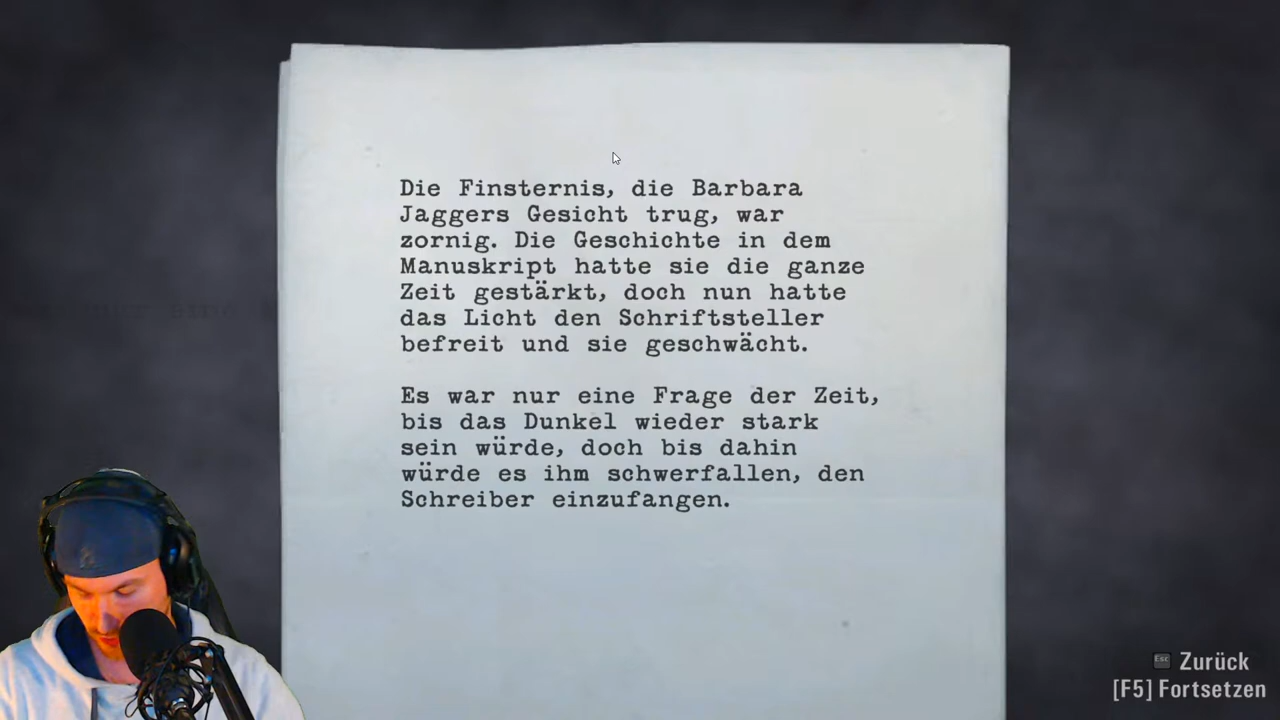 Die Finsternis, die Barbara
Jaggers Gesicht trug, war
zornig. Die Geschichte in dem
Manuskript hatte sie die ganze
Zeit gestärkt, doch nun hatte
das Licht den Schriftsteller
befreit und sie geschwächt.
Es war nur eine Frage der Zeit,
bis das Dunkel wieder stark
sein würde, doch bis dahin
würde es ihm schwerfallen, den
Schreiber einzufangen.
Esc Zurück
[F5] Fortsetzen